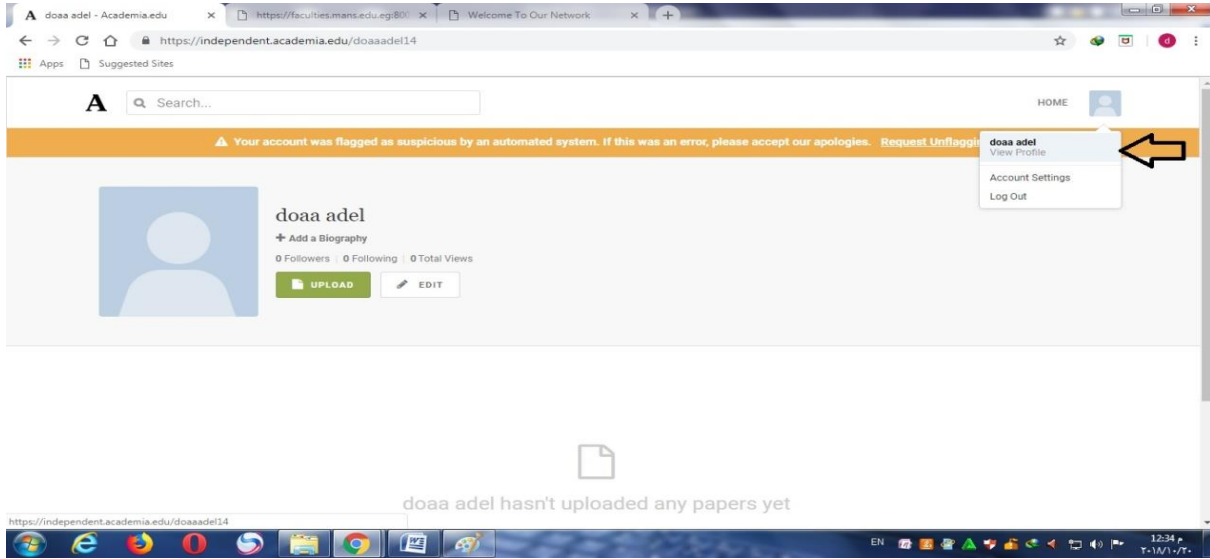 doaa adel - Academia.edu
https://faculties.mans.edu.eg:800
Welcome To Our Network
https://independent.academia.edu/doaaadel14
d
Apps
Suggested Sites
A
Search...
HOME
Your account was flagged as suspicious by an automated system. If this was an error, please accept our apologies. Request Unflaggi
doaa adel
View Profile
Account Settings
Log Out
doaa adel
+ Add a Biography
0 Followers | 0 Following | 0 Total Views
UPLOAD
EDIT
doaa adel hasn't uploaded any papers yet
https://independent.academia.edu/doaaadel14
EN
12:34 م
٢٠١٨/١٠/٢٠